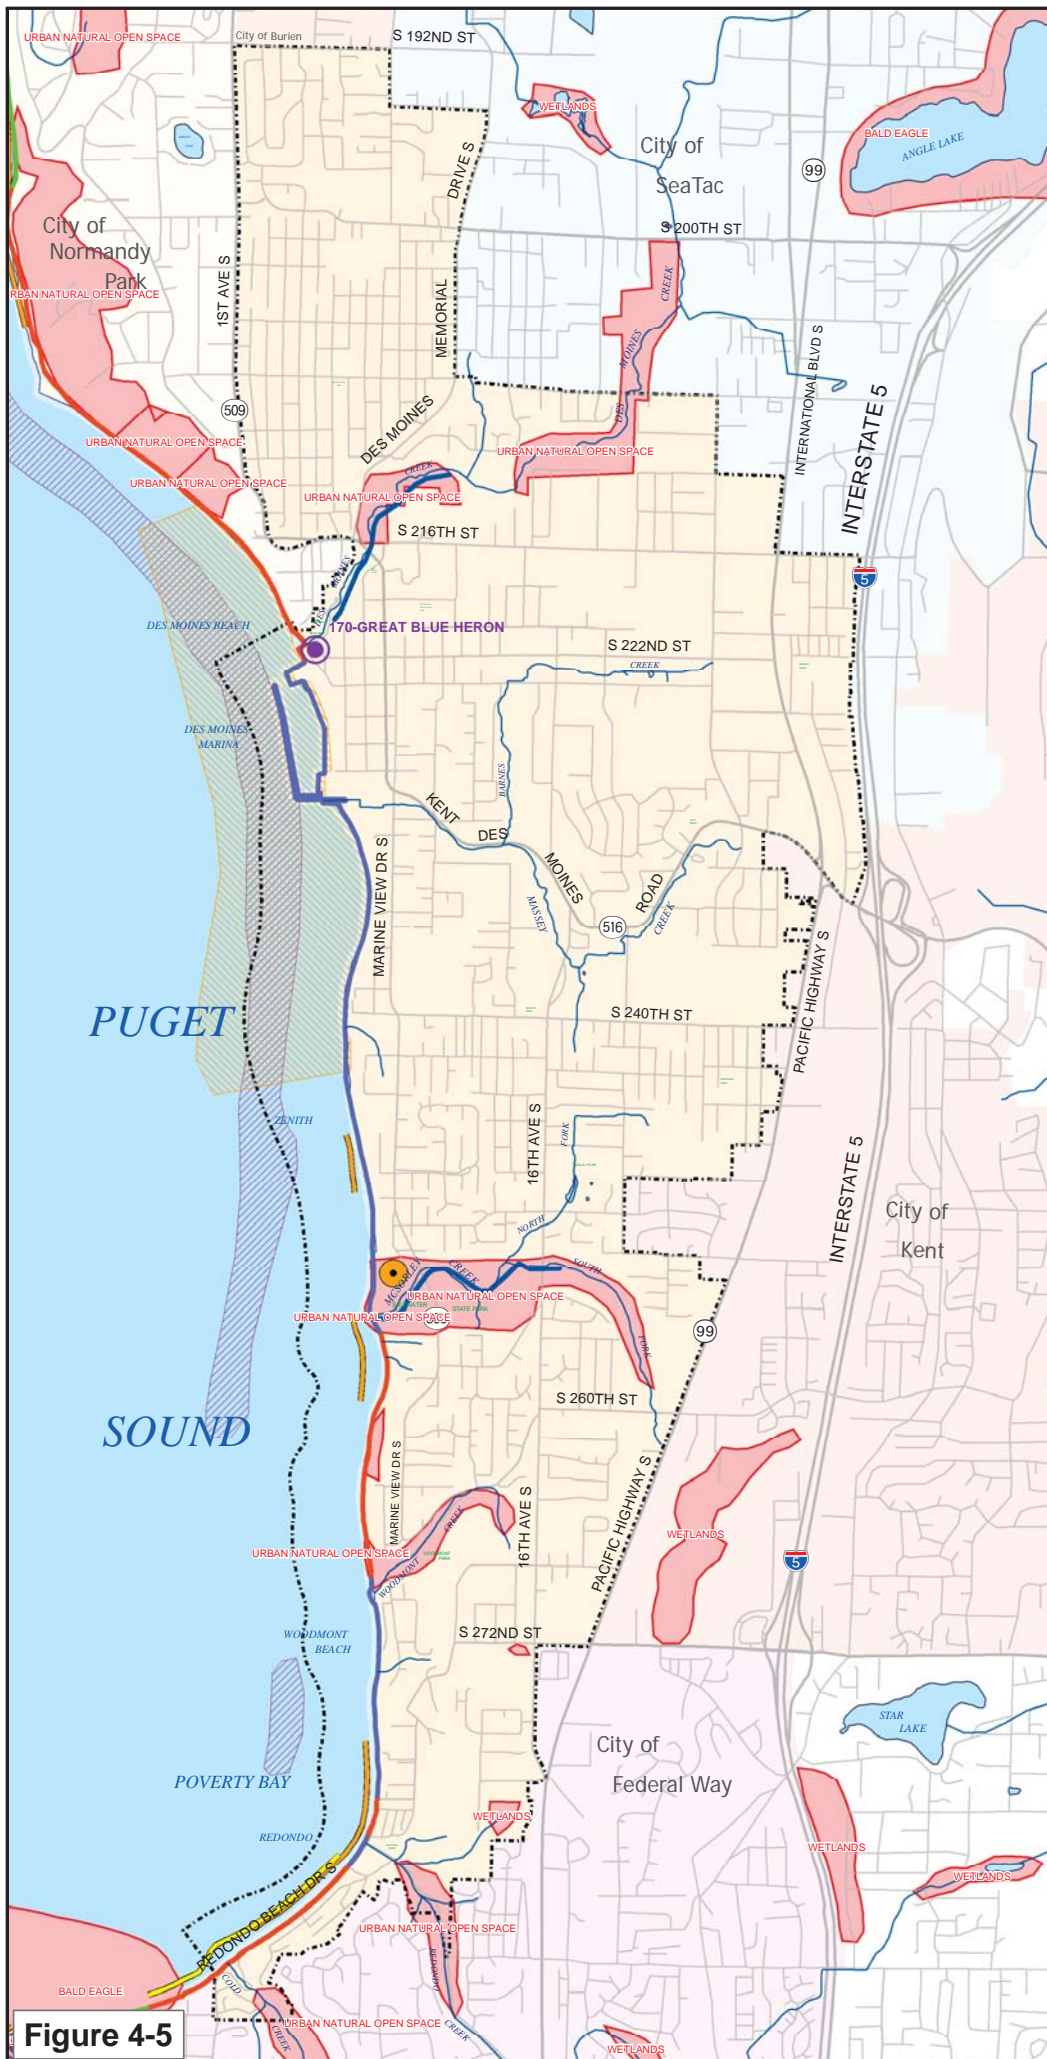 URBAN NATURAL OPEN SPACE
City of Burien
S 192ND ST
WETLANDS
City of
SeaTac
BALD EAGLE
ANGLE LAKE
99
DRIVE S
S 200TH ST
City of
Normandy
Park
URBAN NATURAL OPEN SPACE
1ST AVE S
MEMORIAL
CREEK
MOINES
DES
INTERNATIONAL BLVD S
INTERSTATE 5
509
DES MOINES
URBAN NATURAL OPEN SPACE
URBAN NATURAL OPEN SPACE
URBAN NATURAL OPEN SPACE
CREEK
URBAN NATURAL OPEN SPACE
S 216TH ST
MOINES
DES
5
DES MOINES BEACH
170-GREAT BLUE HERON
S 222ND ST
CREEK
DES MOINES
MARINA
BARNES
KENT
DES
MOINES
ROAD
MARINE VIEW DR S
MASSEY
516
CREEK
PACIFIC HIGHWAY S
PUGET
S 240TH ST
ZENITH
16TH AVE S
FORK
NORTH
INTERSTATE 5
City of
Kent
MCSORLEY
CREEK
SOUTH
URBAN NATURAL OPEN SPACE
STATE PARK
URBAN NATURAL OPEN SPACE
FORK
99
S 260TH ST
SOUND
MARINE VIEW DR S
PACIFIC HIGHWAY S
16TH AVE S
CREEK
WETLANDS
URBAN NATURAL OPEN SPACE
WOODMONT
PARK
WOODMONT
5
WOODMONT
BEACH
S 272ND ST
STAR
LAKE
City of
Federal Way
POVERTY BAY
WETLANDS
REDONDO
WETLANDS
WETLANDS
REDONDO BEACH DR S
URBAN NATURAL OPEN SPACE
REDONDO
COLD
BALD EAGLE
URBAN NATURAL OPEN SPACE
CREEK
CREEK
WETLANDS
Figure 4-5